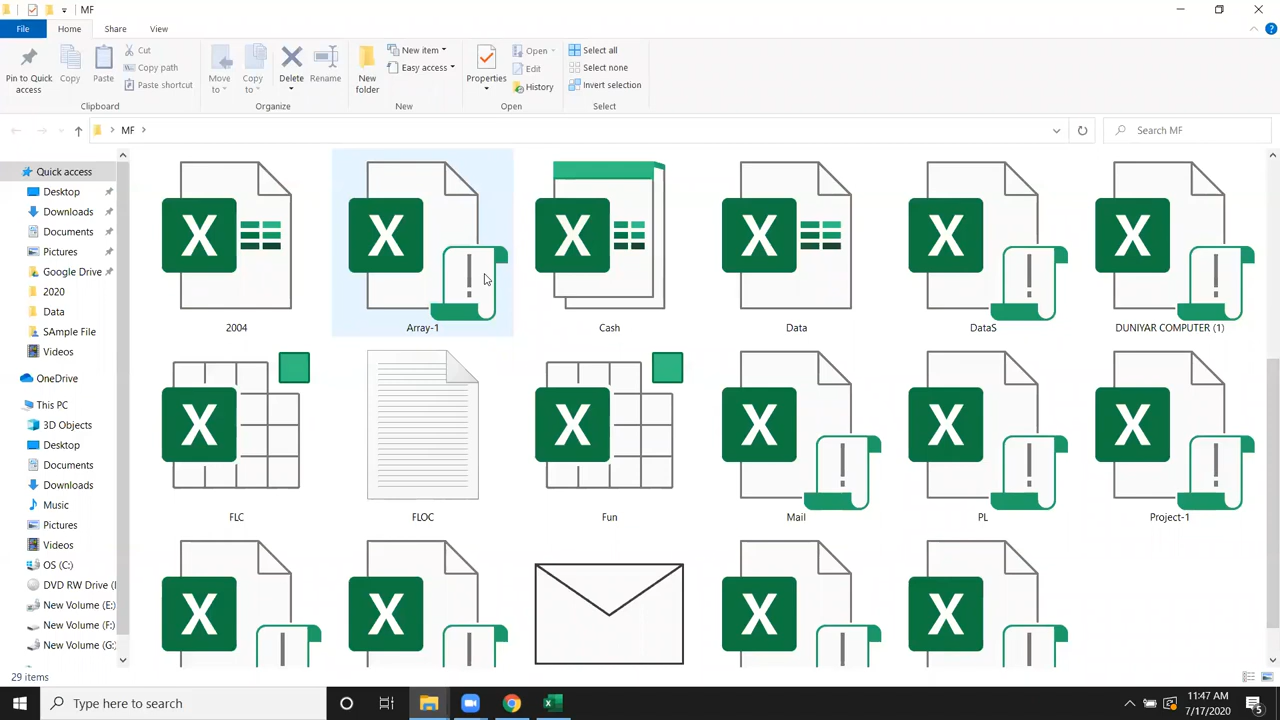 MF
File Home Share View
Pin to Quick access
Copy
Paste
Cut
Copy path
Paste shortcut
Clipboard
Move to
Copy to
Delete
Rename
Organize
New folder
New item
Easy access
New
Properties
Open
Edit
History
Open
Select all
Select none
Invert selection
Select
MF
Search MF
Quick access
Desktop
Downloads
Documents
Pictures
Google Drive
2020
Data
SAmple File
Videos
OneDrive
This PC
3D Objects
Desktop
Documents
Downloads
Music
Pictures
Videos
OS (C:)
DVD RW Drive (
New Volume (E:)
New Volume (F:)
New Volume (G:)
2004 Array-1 Cash Data DataS DUNIYAR COMPUTER (1)
FLC FLOC Fun Mail PL Project-1
29 items
Type here to search
11:47 AM
7/17/2020
5